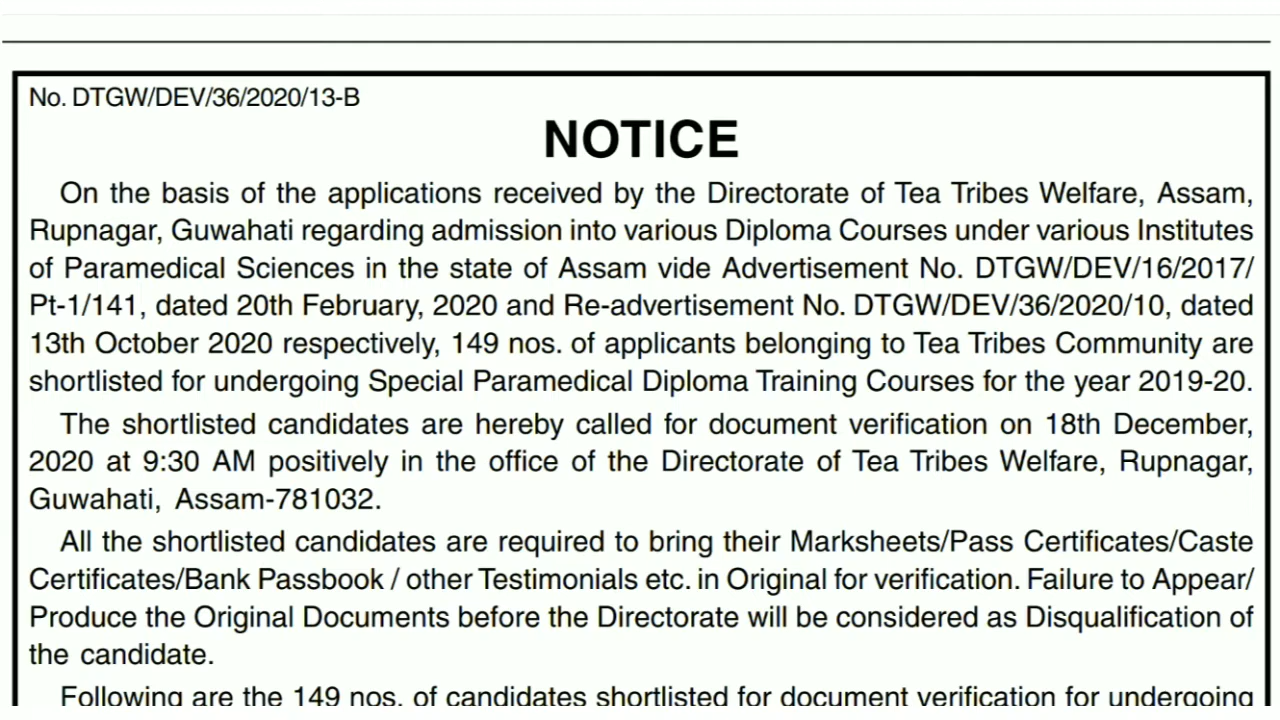 No. DTGW/DEV/36/2020/13-B
NOTICE
On the basis of the applications received by the Directorate of Tea Tribes Welfare, Assam,
Rupnagar, Guwahati regarding admission into various Diploma Courses under various Institutes
of Paramedical Sciences in the state of Assam vide Advertisement No. DTGW/DEV/16/2017/
Pt-1/141, dated 20th February, 2020 and Re-advertisement No. DTGW/DEV/36/2020/10, dated
13th October 2020 respectively, 149 nos. of applicants belonging to Tea Tribes Community are
shortlisted for undergoing Special Paramedical Diploma Training Courses for the year 2019-20.
The shortlisted candidates are hereby called for document verification on 18th December,
2020 at 9:30 AM positively in the office of the Directorate of Tea Tribes Welfare, Rupnagar,
Guwahati, Assam-781032.
All the shortlisted candidates are required to bring their Marksheets/Pass Certificates/Caste
Certificates/Bank Passbook / other Testimonials etc. in Original for verification. Failure to Appear/
Produce the Original Documents before the Directorate will be considered as Disqualification of
the candidate.
Following are the 149 nos. of candidates shortlisted for document verification for undergoing